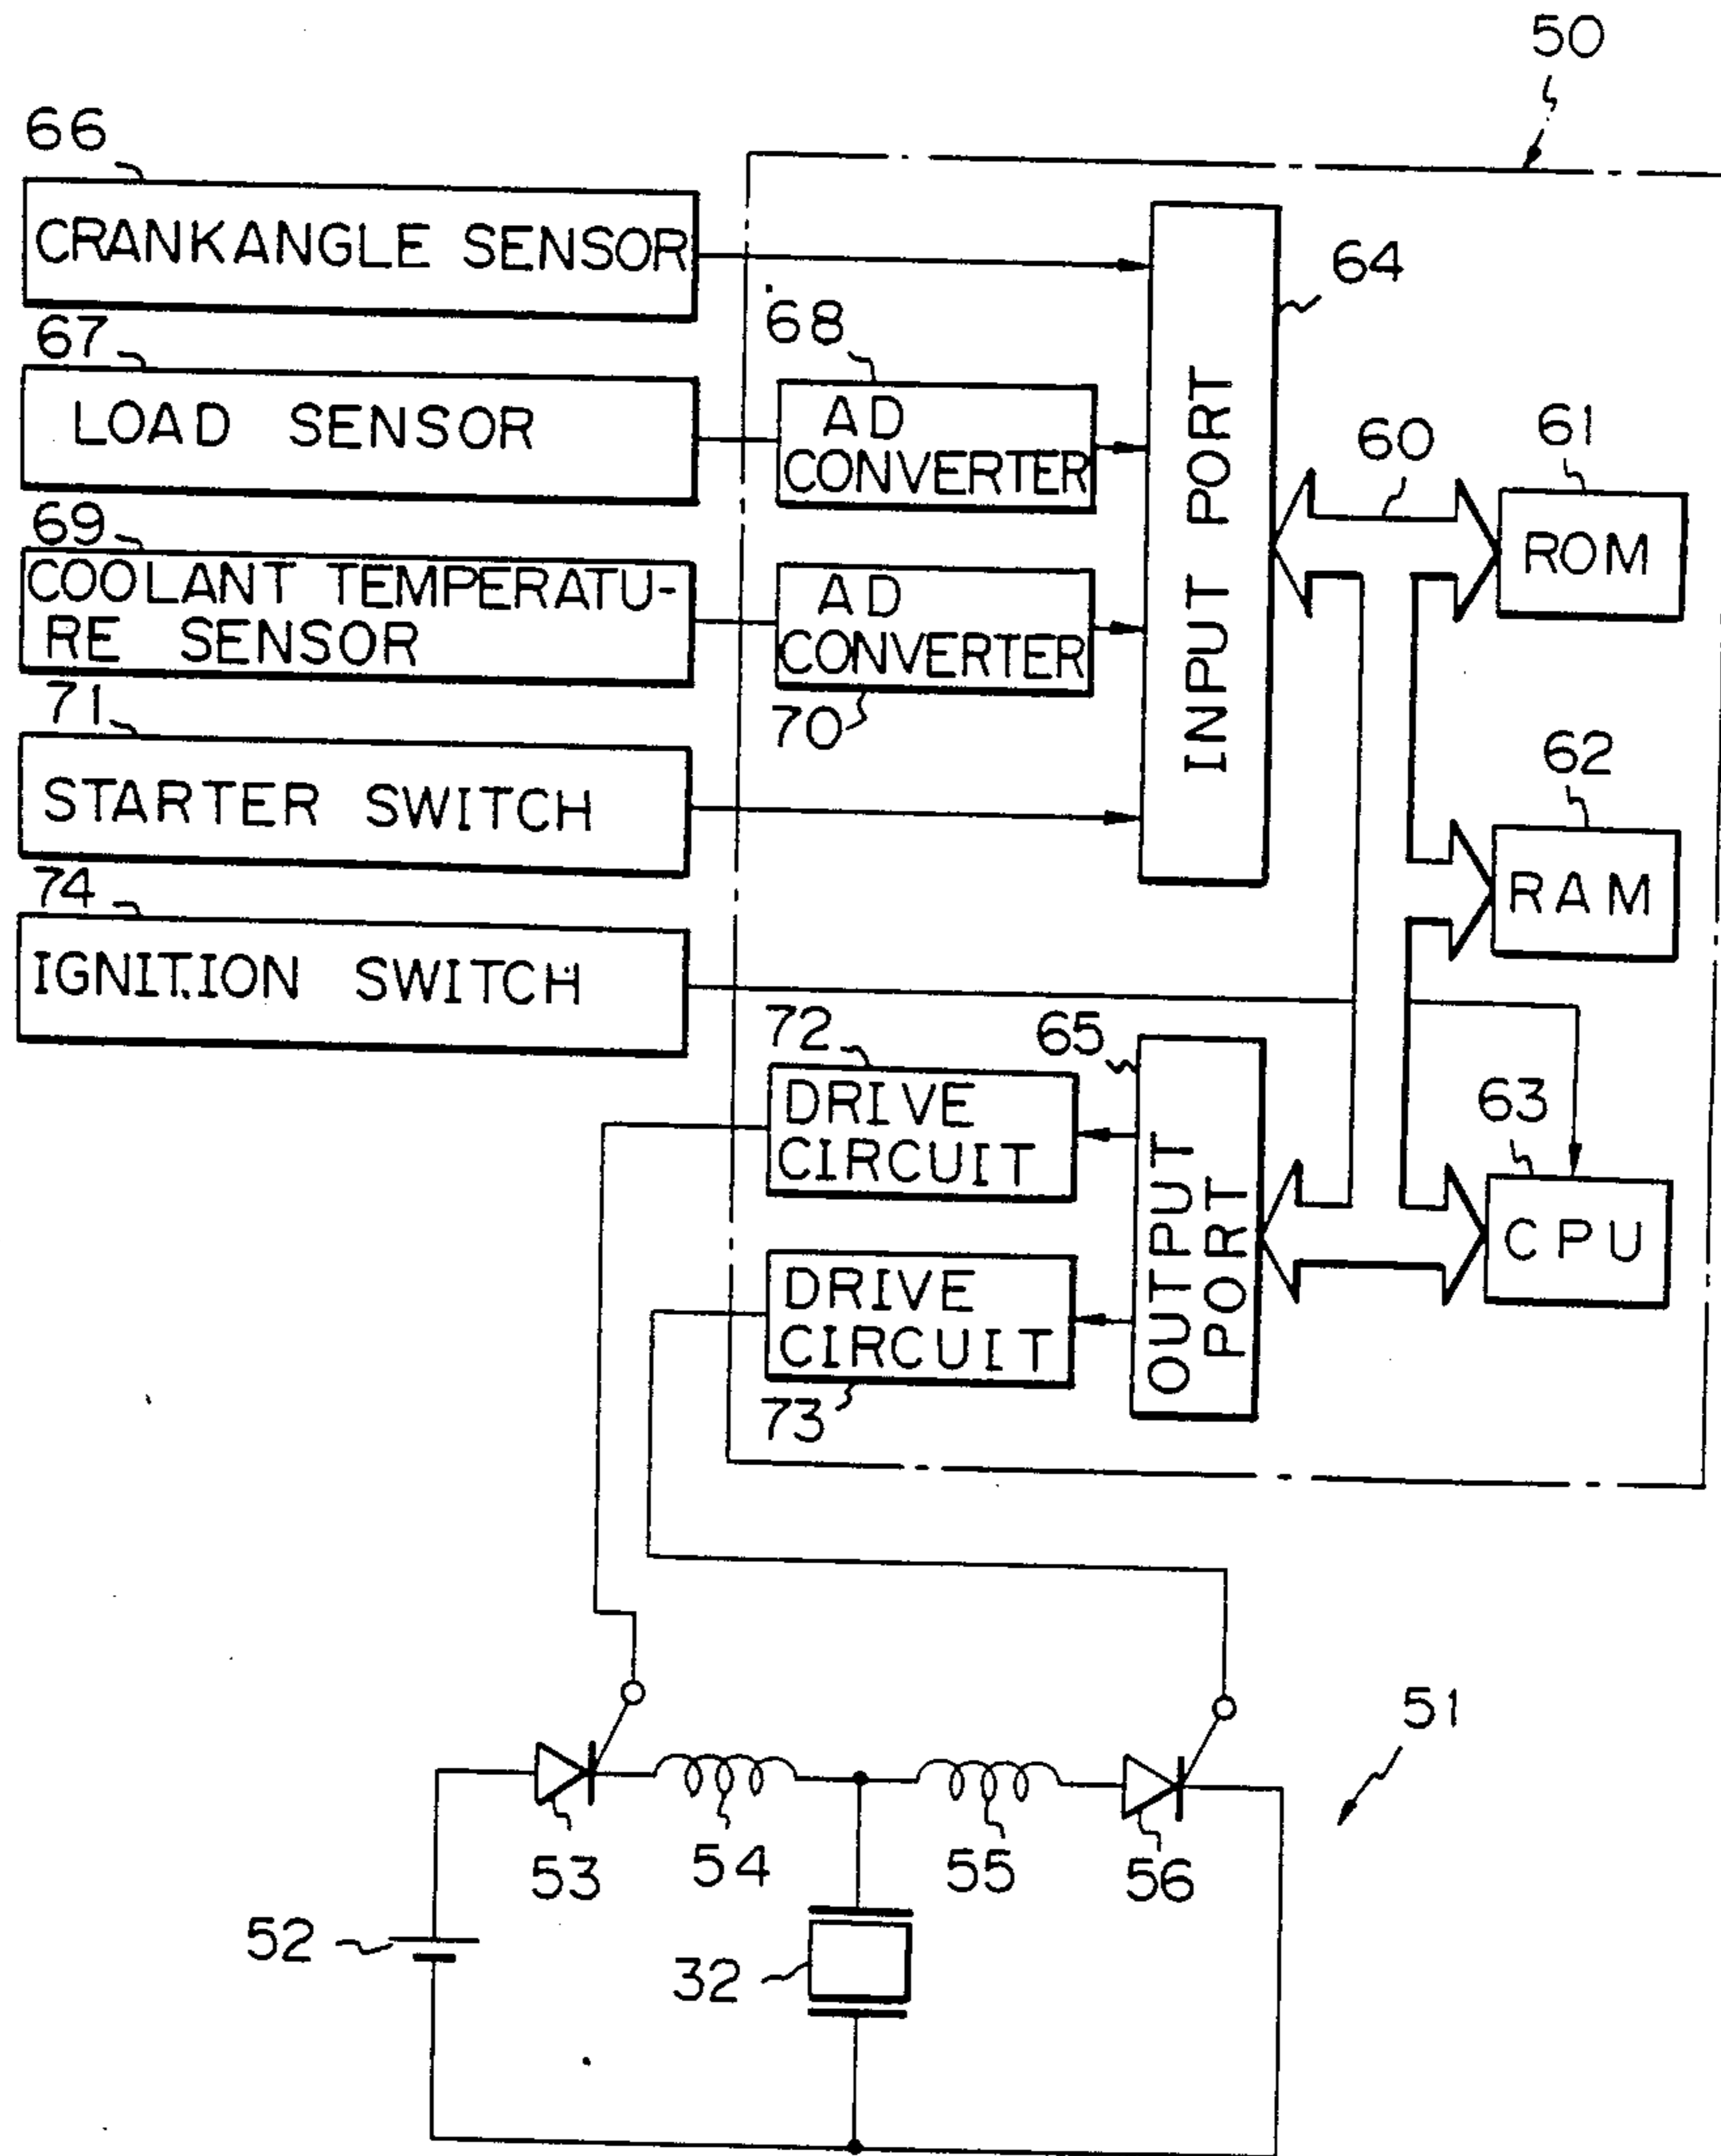 50
66
CRANKANGLE SENSOR
64
67
LOAD SENSOR
68
AD
CONVERTER
INPUT PORT
60
61
ROM
69
COOLANT TEMPERATU-
RE SENSOR
AD
CONVERTER
70
71
STARTER SWITCH
62
RAM
74
IGNITION SWITCH
72
DRIVE
CIRCUIT
65
OUTPUT
PORT
63
CPU
DRIVE
CIRCUIT
73
51
53
54
55
56
52
32